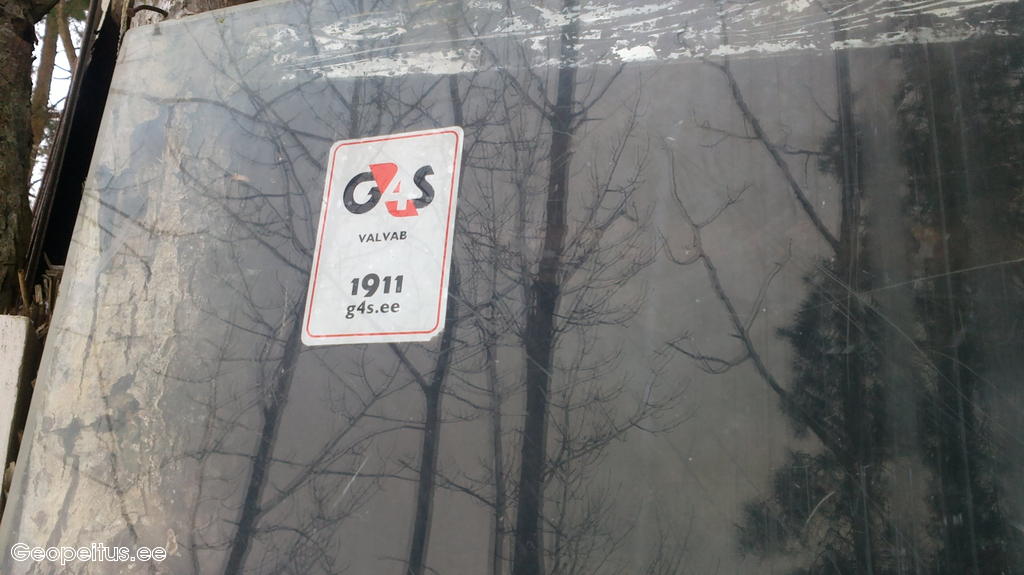 G4S
VALVAB
1911
g4s.ee
Geopeitus.ee